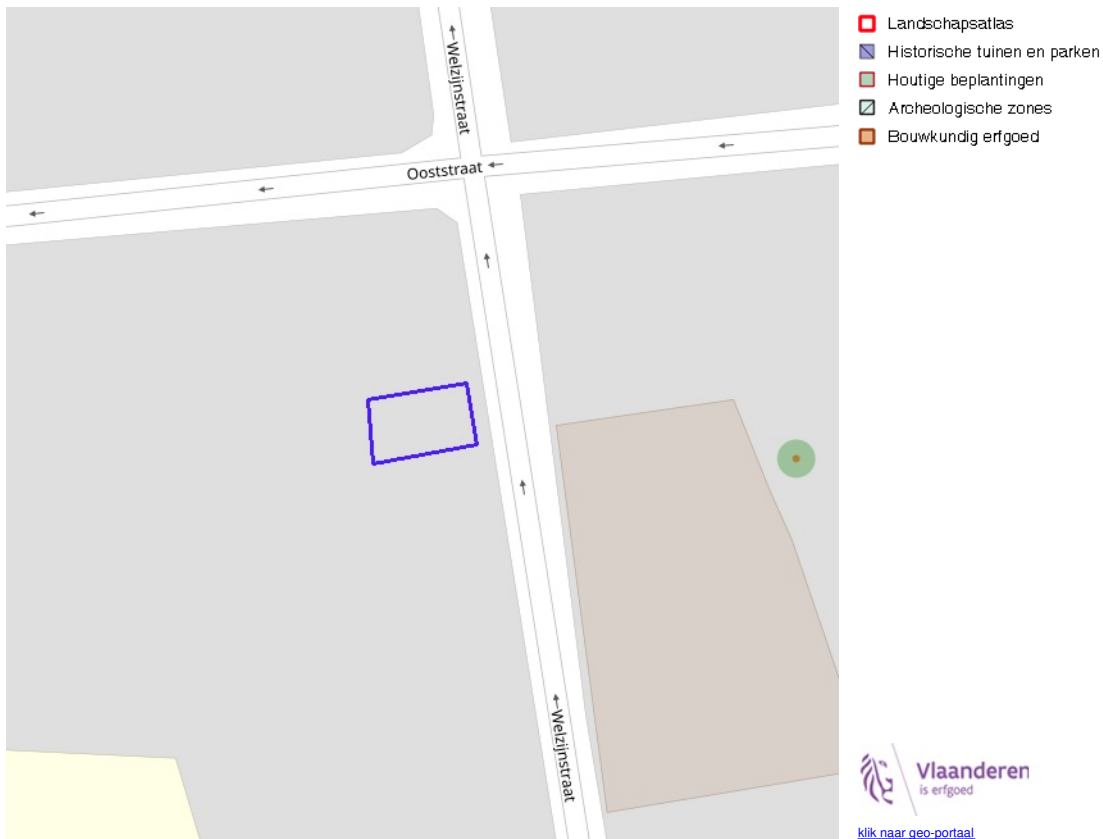 Welzijnstraat
Ooststraat
Welzijnstraat
Landschapsatlas
Historische tuinen en parken
Houtige beplantingen
Archeologische zones
Bouwkundig erfgoed
Vlaanderen
is erfgoed
klik naar geo-portaal